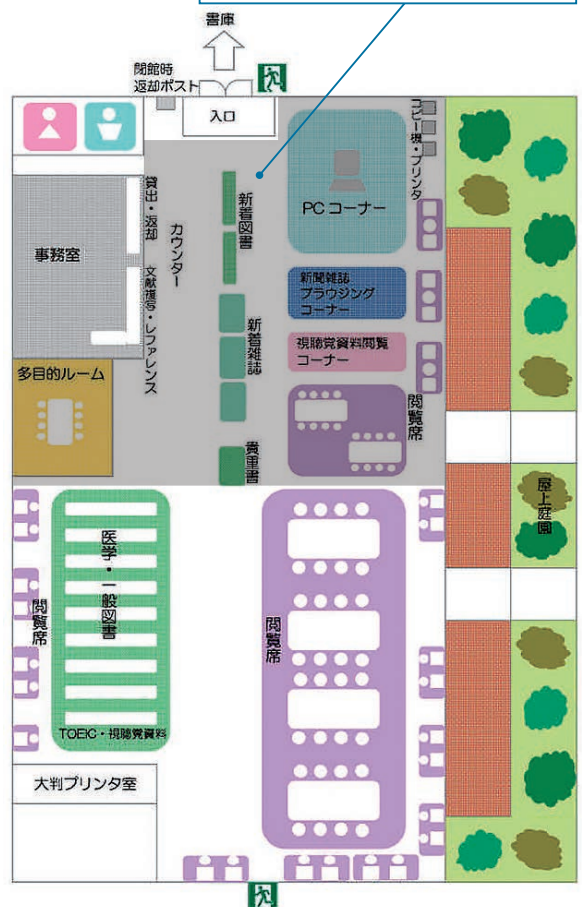 書庫
閉館時
返却ポスト
入口
コピー機・プリンタ
PCコーナー
新着図書
貸出・返却
カウンター
事務室
文献複写・レファレンス
新聞雑誌
ブラウジング
コーナー
新着雑誌
視聴覚資料閲覧
コーナー
多目的ルーム
閲覧席
貴重書
屋上庭園
医学・一般図書
閲覧席
閲覧席
TOEIC・視聴覚資料
大判プリンタ室